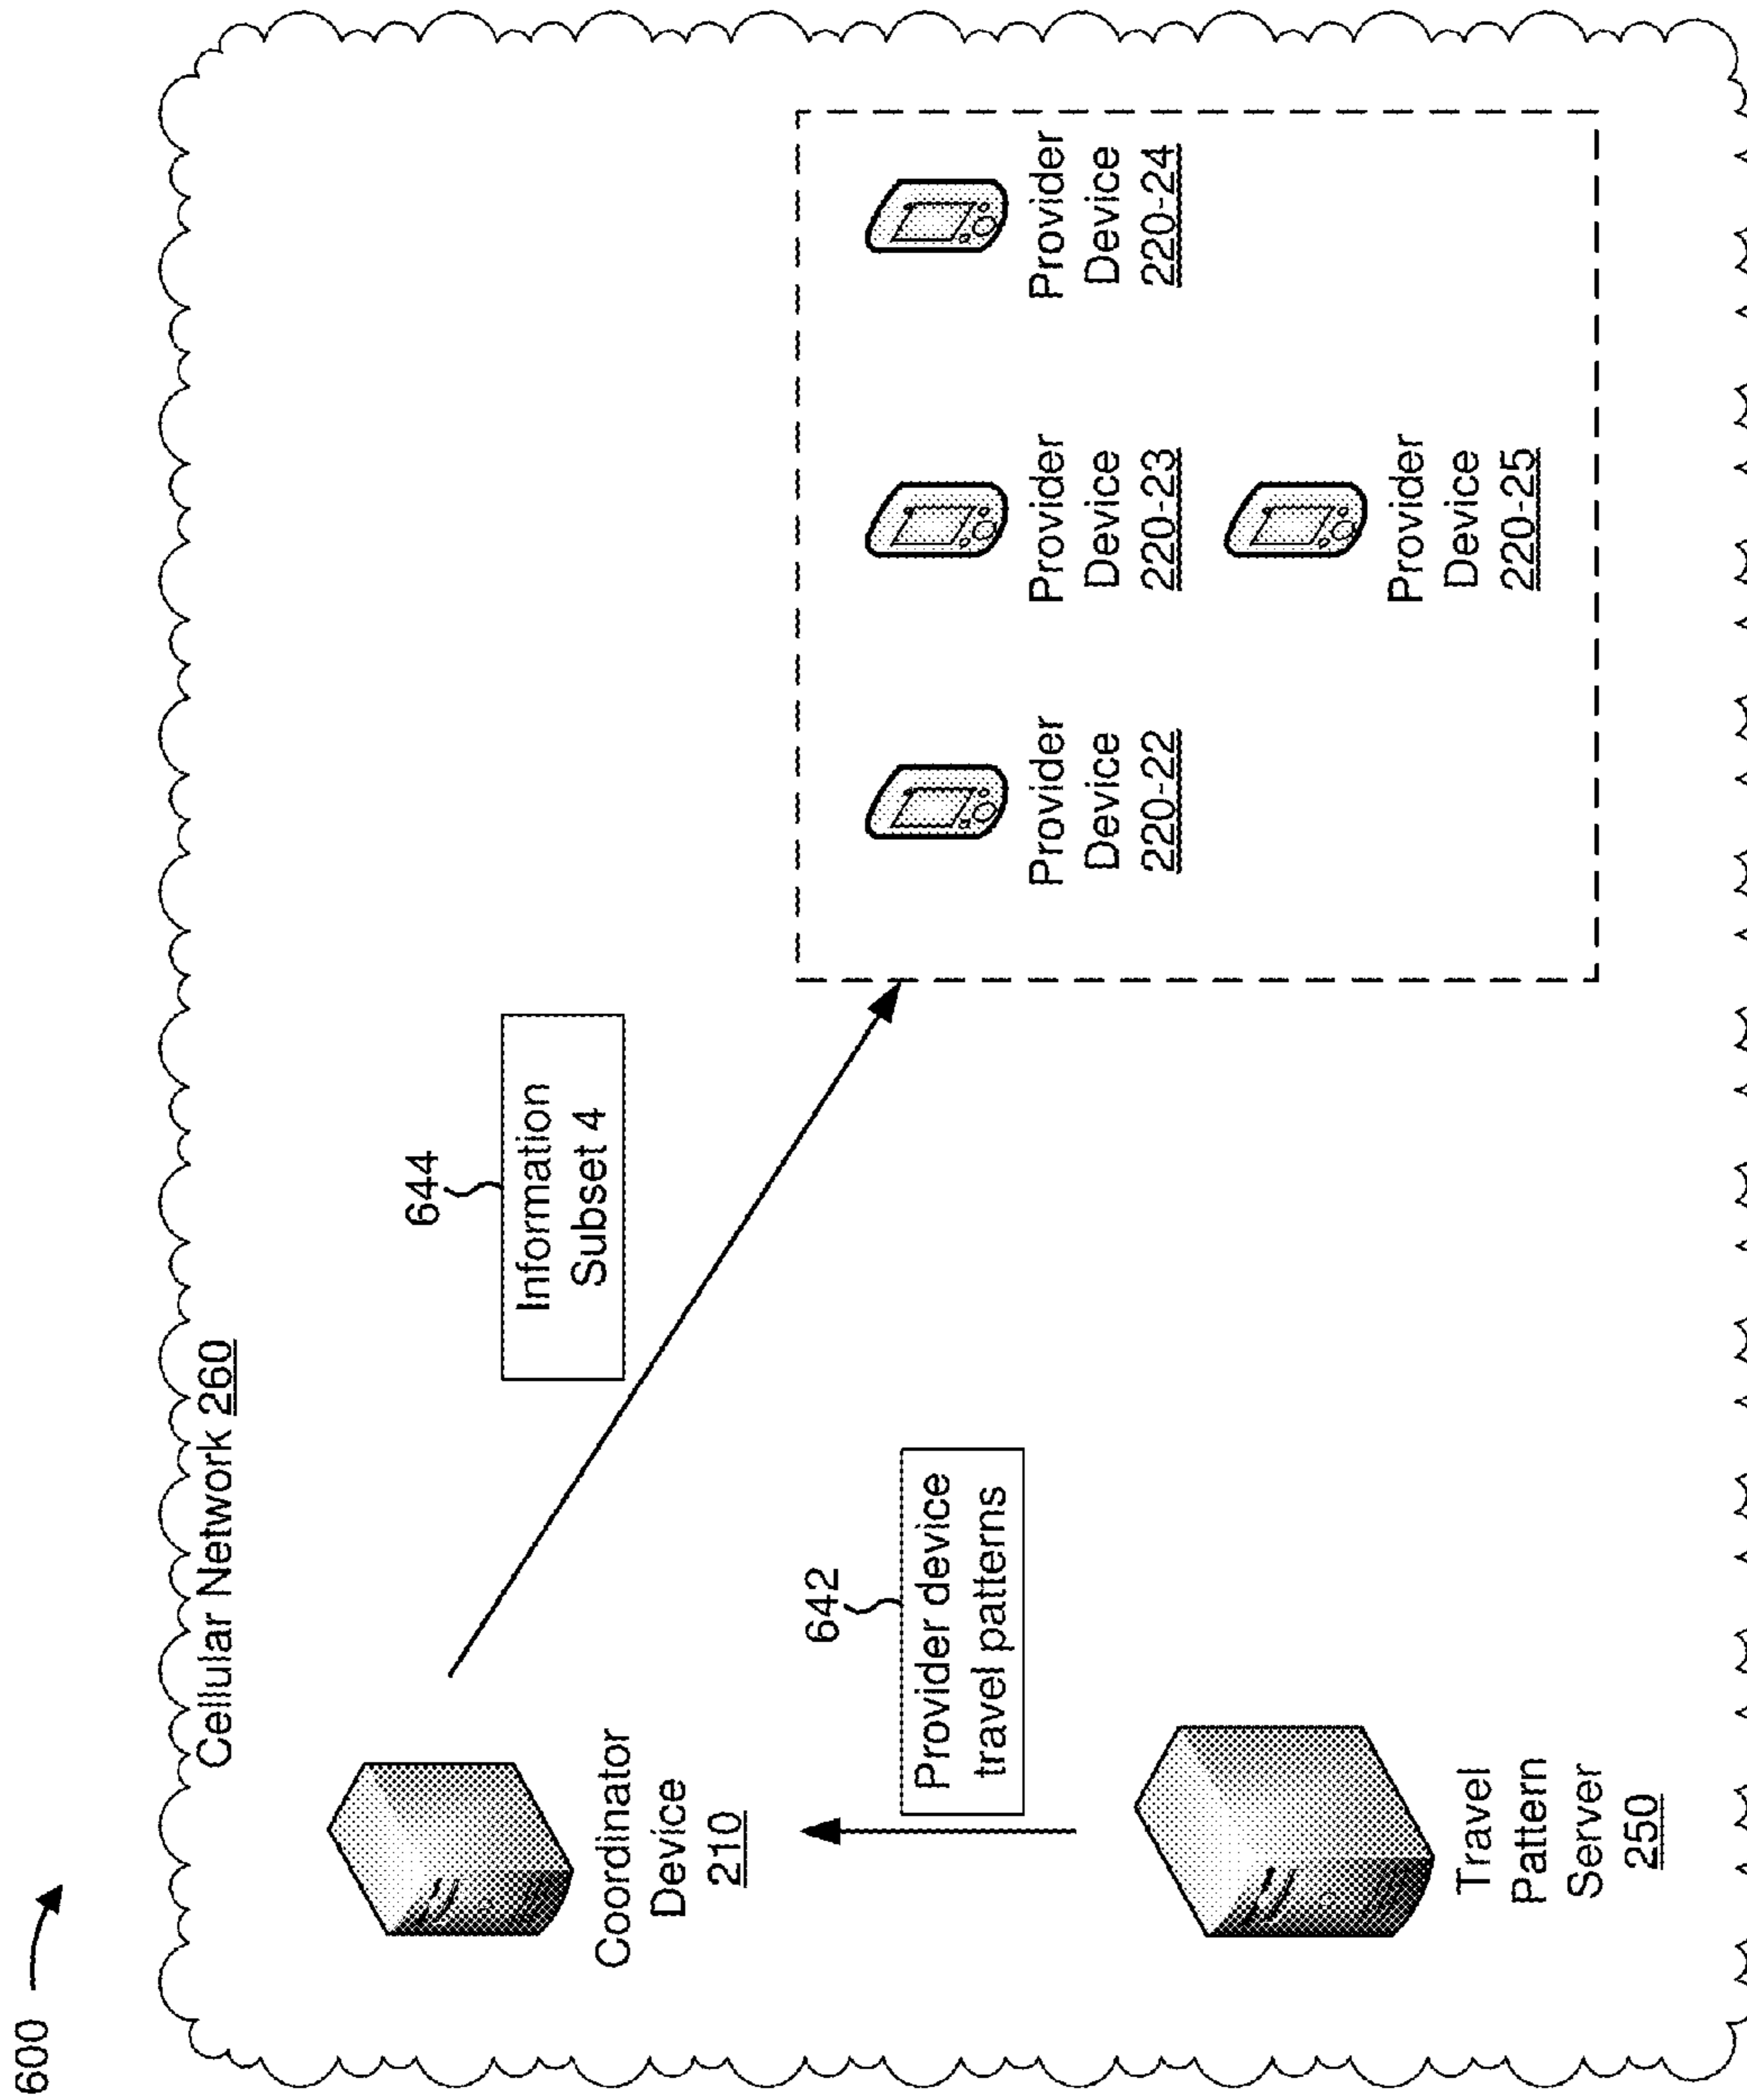 600
Cellular Network 260
Coordinator
Device
210
644
Information
Subset 4
642
Provider device
travel patterns
Travel
Pattern
Server
250
Provider
Device
220-22
Provider
Device
220-23
Provider
Device
220-24
Provider
Device
220-25